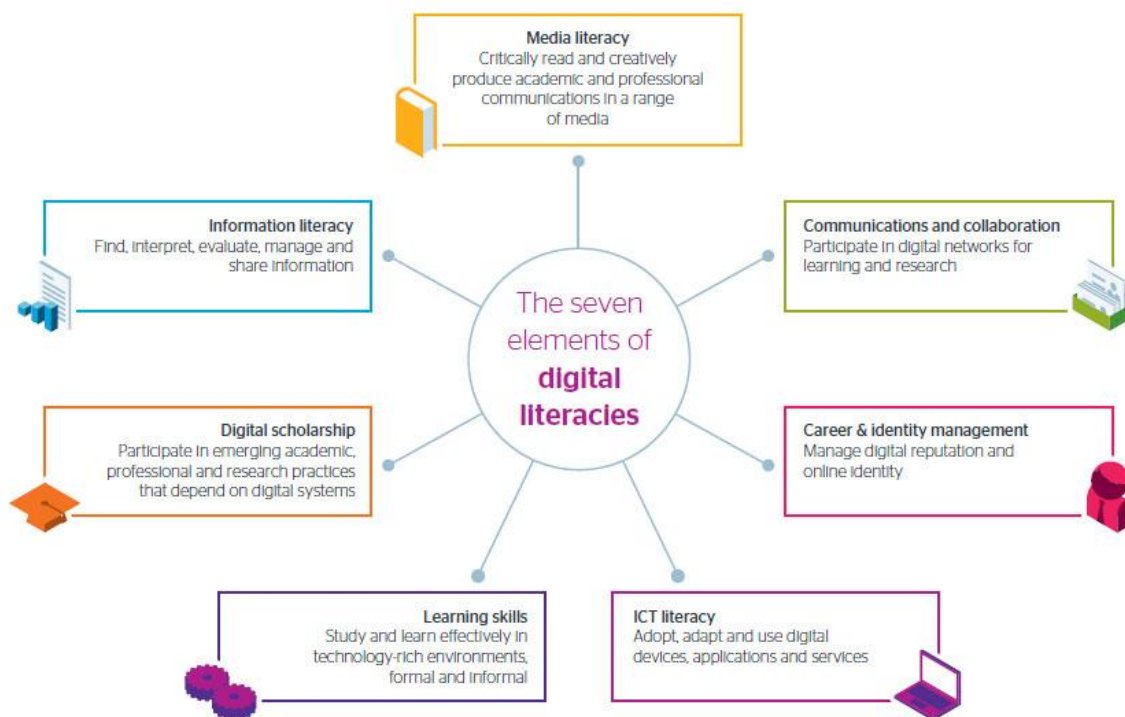 Media literacy
Critically read and creatively
produce academic and professional
communications in a range
of media
Information literacy
Find, interpret, evaluate, manage and
share information
Communications and collaboration
Participate in digital networks for
learning and research
The seven
elements of
digital
literacies
Digital scholarship
Participate in emerging academic,
professional and research practices
that depend on digital systems
Career & identity management
Manage digital reputation and
online identity
Learning skills
Study and learn effectively in
technology-rich environments,
formal and informal
ICT literacy
Adopt, adapt and use digital
devices, applications and services